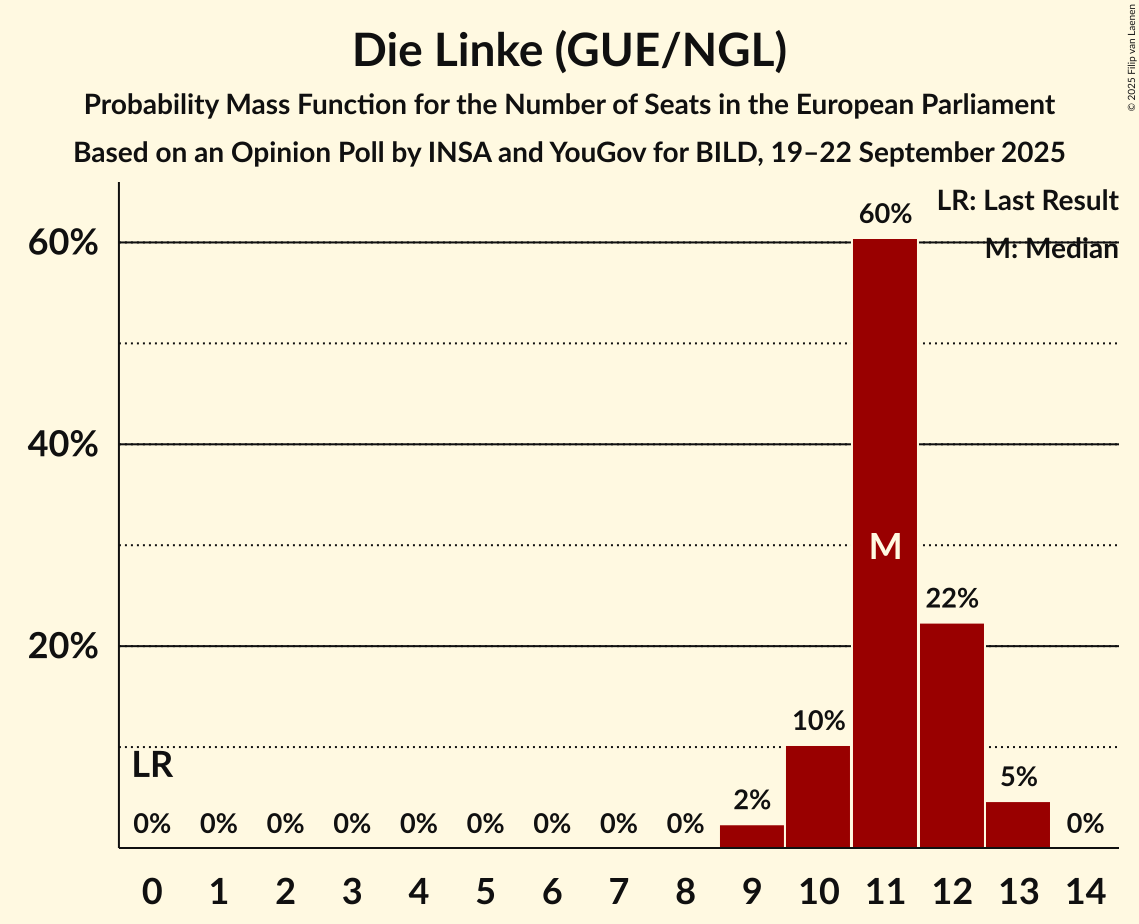 Die Linke (GUE/NGL)
Probability Mass Function for the Number of Seats in the European Parliament
Based on an Opinion Poll by INSA and YouGov for BILD, 19–22 September 2025
© 2025 Filip van Laenen
LR: Last Result
M: Median
60%
40%
20%
60%
M
22%
10%
5%
2%
LR
0% 0% 0% 0% 0% 0% 0% 0% 0% 0%
0 1 2 3 4 5 6 7 8 9 10 11 12 13 14